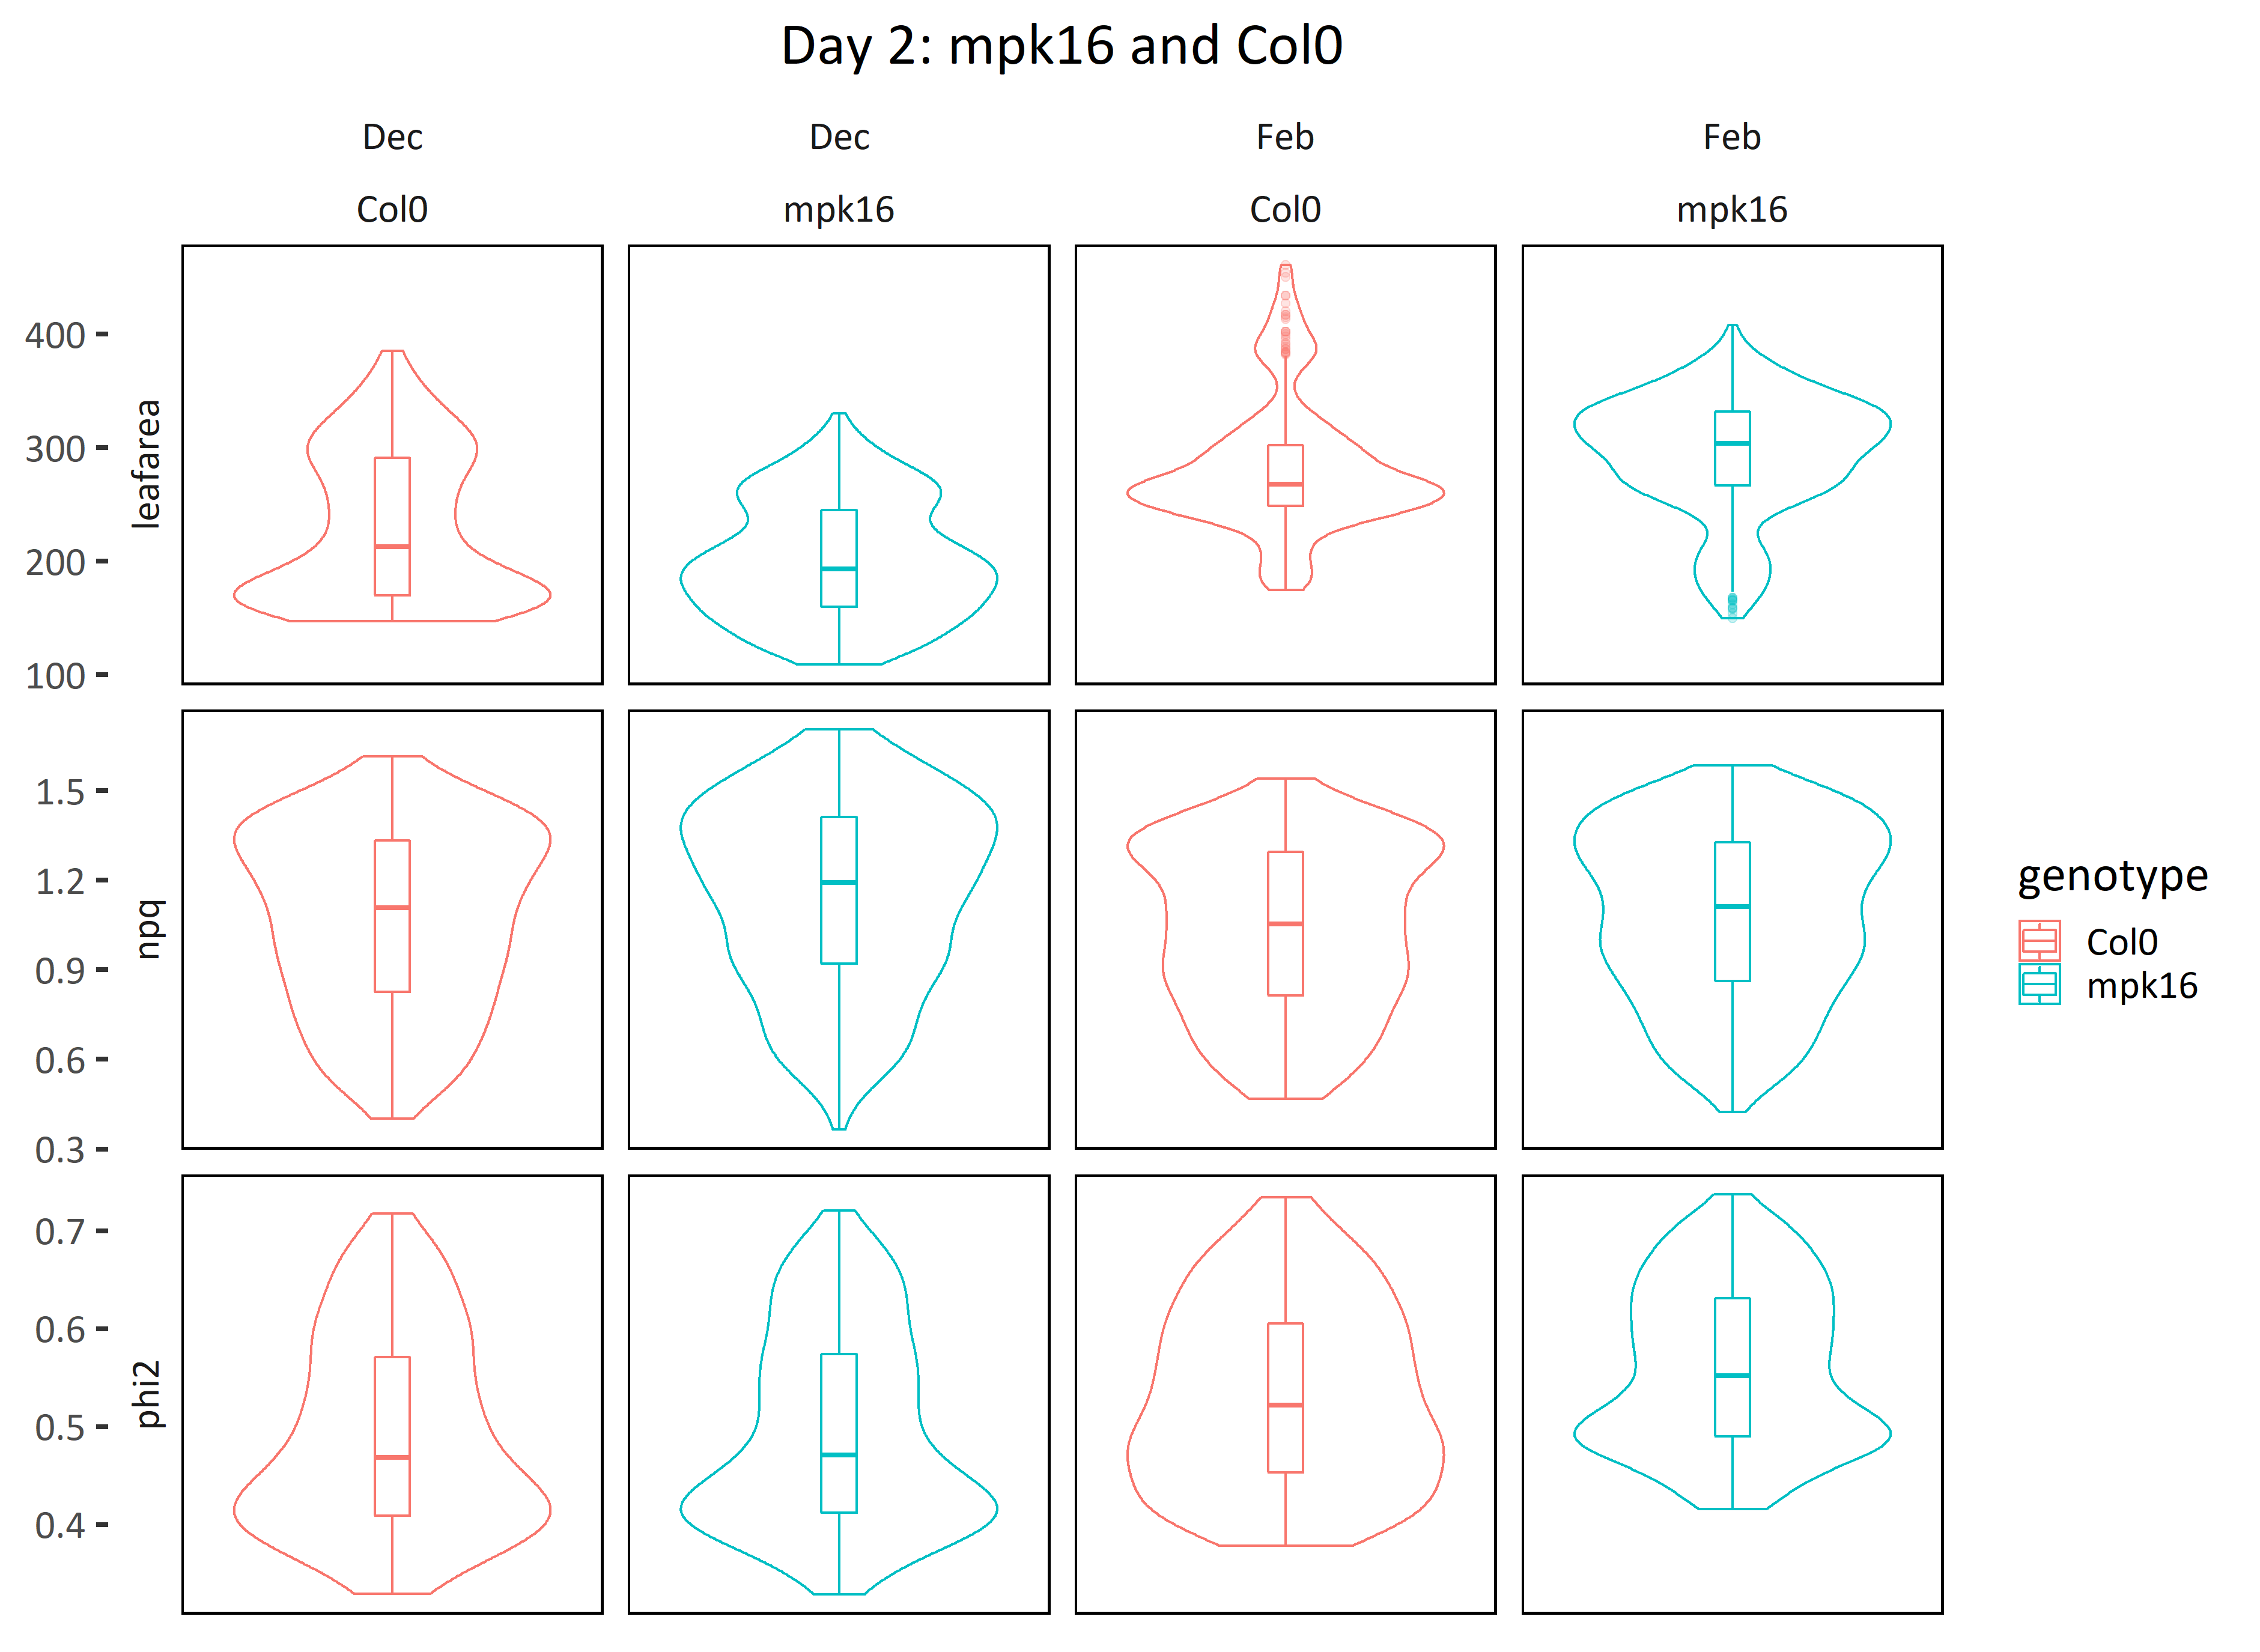 Day 2: mpk16 and Col0
Dec Dec Feb Feb
Col0 mpk16 Col0 mpk16
leafarea
400
300
200
100
npq
1.5
1.2
0.9
0.6
0.3
phi2
0.7
0.6
0.5
0.4
genotype
Col0
mpk16